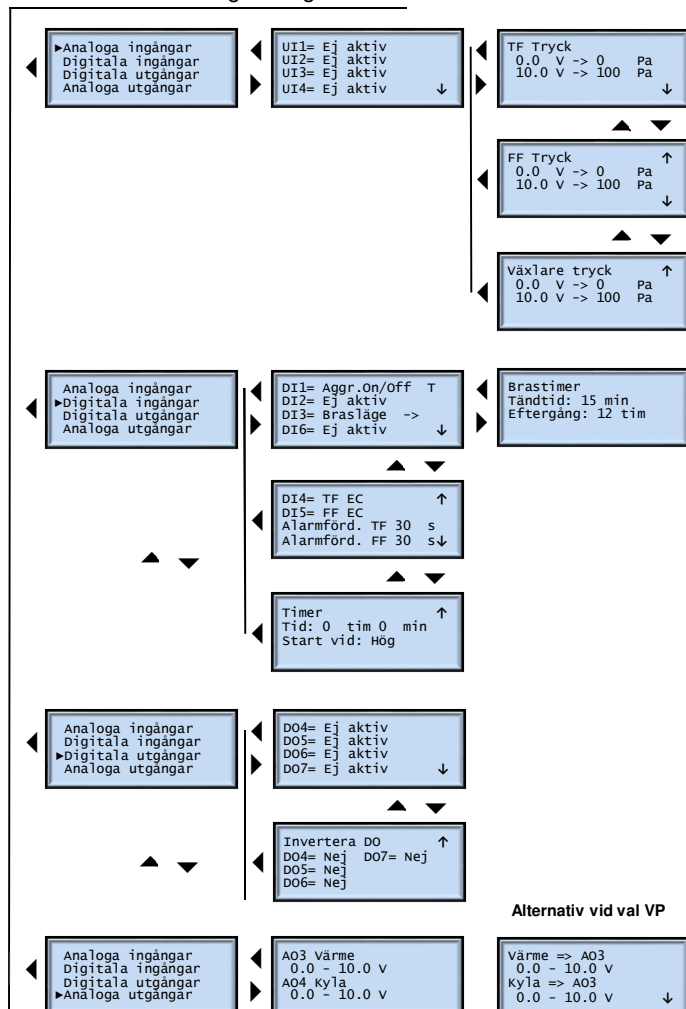 ►Analoga ingångar
Digitala ingångar
Digitala utgångar
Analoga utgångar
UI1= Ej aktiv
UI2= Ej aktiv
UI3= Ej aktiv
UI4= Ej aktiv ↓
TF Tryck
0.0 V -> 0 Pa
10.0 V -> 100 Pa
↓
FF Tryck ↑
0.0 V -> 0 Pa
10.0 V -> 100 Pa
↓
Växlare tryck ↑
0.0 V -> 0 Pa
10.0 V -> 100 Pa
Analoga ingångar
►Digitala ingångar
Digitala utgångar
Analoga utgångar
DI1= Aggr.On/Off T
DI2= Ej aktiv
DI3= Brasläge ->
DI6= Ej aktiv ↓
Brastimer
Tändtid: 15 min
Eftergång: 12 tim
DI4= TF EC ↑
DI5= FF EC
Alarmförd. TF 30 s
Alarmförd. FF 30 s↓
Timer ↑
Tid: 0 tim 0 min
Start vid: Hög
Analoga ingångar
Digitala ingångar
►Digitala utgångar
Analoga utgångar
DO4= Ej aktiv
DO5= Ej aktiv
DO6= Ej aktiv
DO7= Ej aktiv ↓
Invertera DO ↑
DO4= Nej DO7= Nej
DO5= Nej
DO6= Nej
Alternativ vid val VP
Analoga ingångar
Digitala ingångar
Digitala utgångar
►Analoga utgångar
AO3 Värme
0.0 - 10.0 V
AO4 Kyla
0.0 - 10.0 V
Värme => AO3
0.0 - 10.0 V
Kyla => AO3
0.0 - 10.0 V ↓